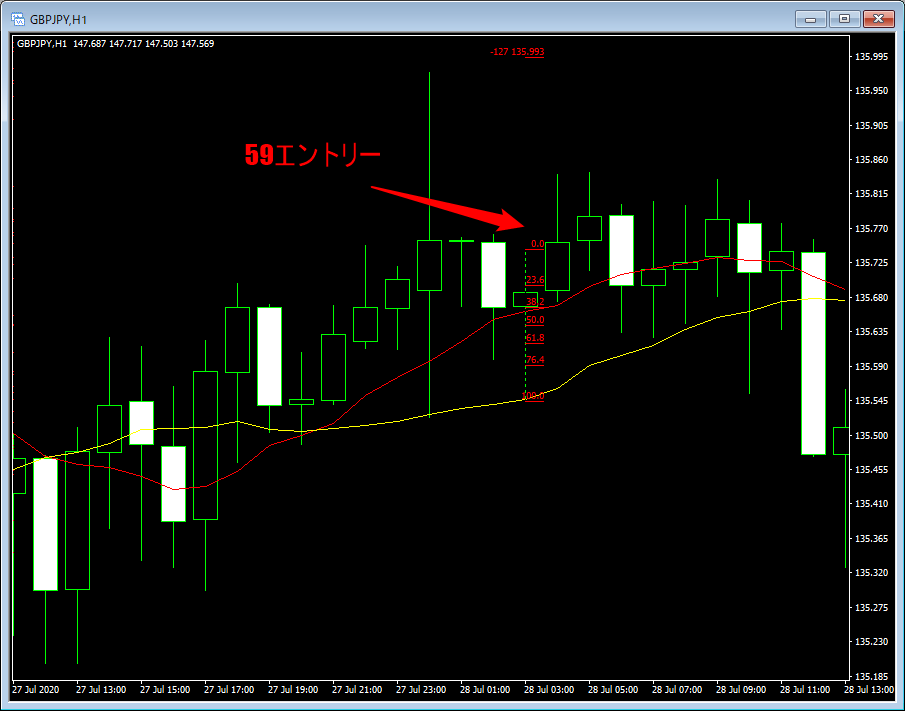 GBPJPY,H1
GBPJPY,H1 147.687 147.717 147.503 147.569
-127 135.993
59エントリー
0.0
23.6
38.2
50.0
61.8
76.4
100.0
135.995
135.950
135.905
135.860
135.815
135.770
135.725
135.680
135.635
135.590
135.545
135.500
135.455
135.410
135.365
135.320
135.275
135.230
135.185
27 Jul 2020
27 Jul 13:00
27 Jul 15:00
27 Jul 17:00
27 Jul 19:00
27 Jul 21:00
27 Jul 23:00
28 Jul 01:00
28 Jul 03:00
28 Jul 05:00
28 Jul 07:00
28 Jul 09:00
28 Jul 11:00
28 Jul 13:00